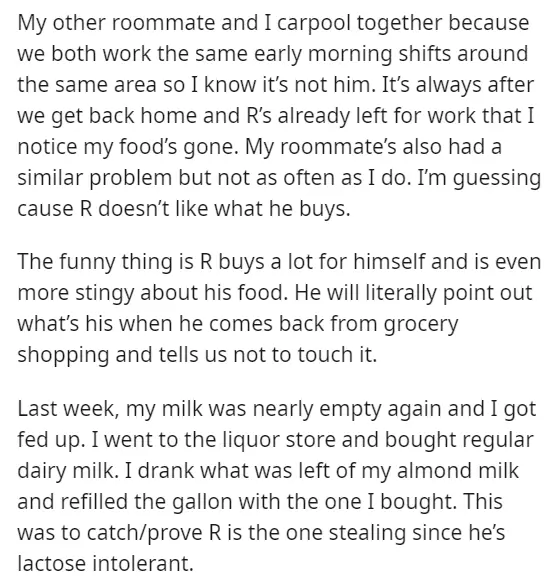 My other roommate and I carpool together because
we both work the same early morning shifts around
the same area so I know it’s not him. It’s always after
we get back home and R’s already left for work that I
notice my food’s gone. My roommate’s also had a
similar problem but not as often as I do. I’m guessing
cause R doesn’t like what he buys.
The funny thing is R buys a lot for himself and is even
more stingy about his food. He will literally point out
what’s his when he comes back from grocery
shopping and tells us not to touch it.
Last week, my milk was nearly empty again and I got
fed up. I went to the liquor store and bought regular
dairy milk. I drank what was left of my almond milk
and refilled the gallon with the one I bought. This
was to catch/prove R is the one stealing since he’s
lactose intolerant.